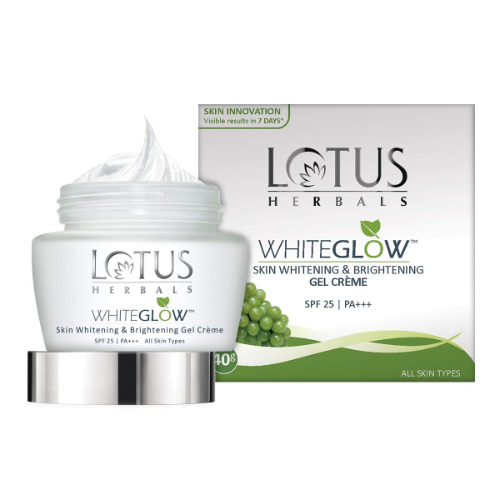 LOTUS
HERBALS
WHITEGLOW™
Skin Whitening & Brightening Gel Crème
SPF 25 | PA+++ All Skin Types
SKIN INNOVATION
Visible results in 7 DAYS*
LOTUS
HERBALS
WHITEGLOW™
SKIN WHITENING & BRIGHTENING
GEL CRÈME
SPF 25 | PA+++
40g
ALL SKIN TYPES